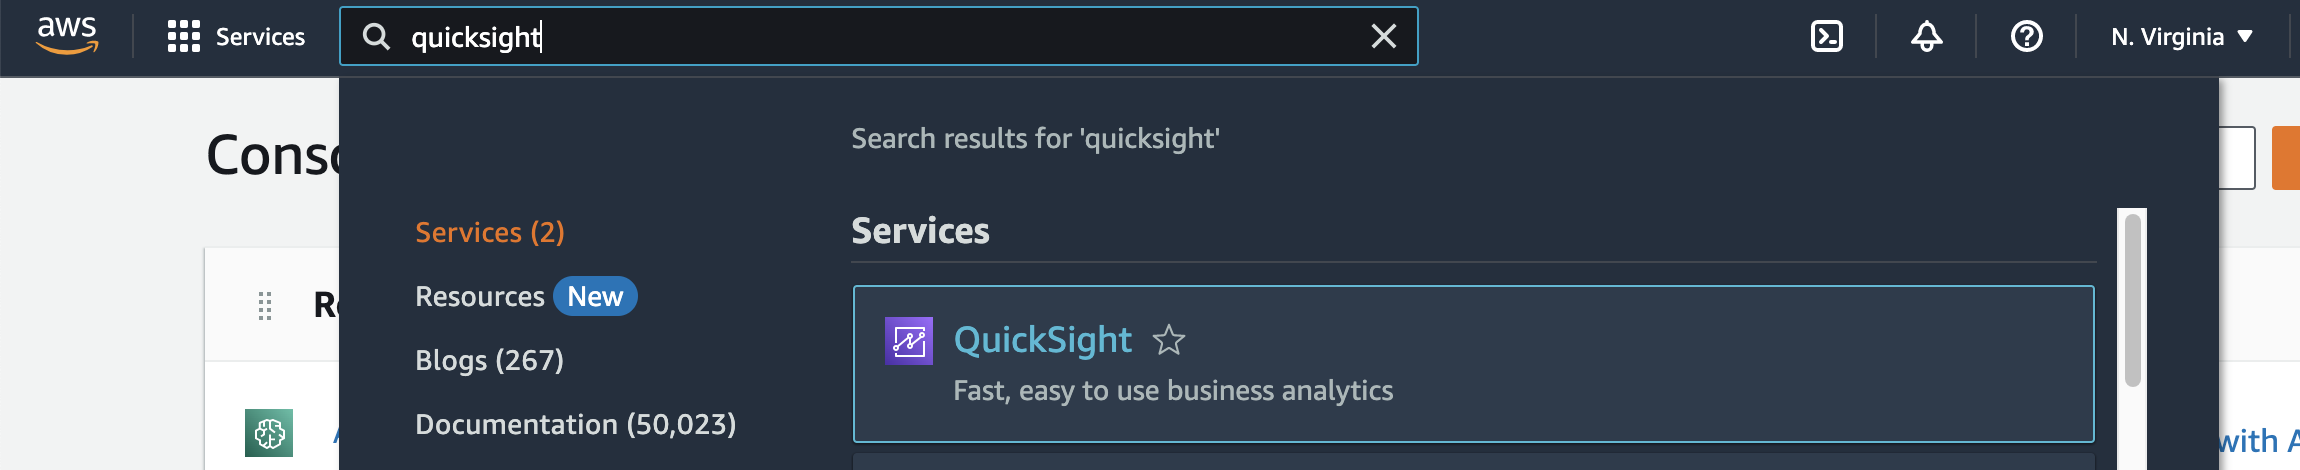 aws
Services
quicksight
N. Virginia
Search results for 'quicksight'
Services (2)
Resources New
Blogs (267)
Documentation (50,023)
Services
QuickSight
Fast, easy to use business analytics
with